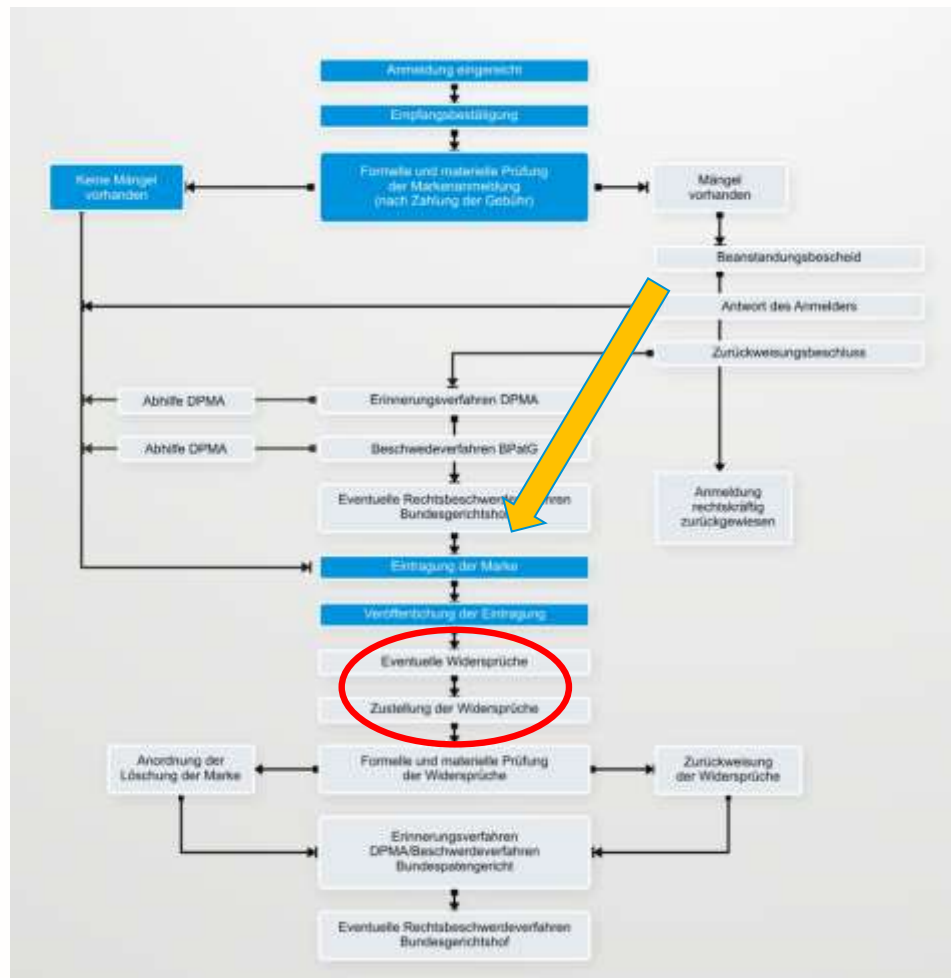 Anmeldung eingereicht
Empfangsbestätigung
Keine Mängel
vorhanden
Formelle und materielle Prüfung
der Markenanmeldung
(nach Zahlung der Gebühr)
Mängel
vorhanden
Beanstandungsbescheid
Antwort des Anmelders
Zurückweisungsbeschluss
Abhilfe DPMA
Erinnerungsverfahren DPMA
Abhilfe DPMA
Beschwedeverfahren BPatG
Eventuelle
Bundesgerichtshof
Anmeldung
rechtskräftig
zurückgewiesen
Eintragung der Marke
Veröffentlichung der Eintragung
Eventuelle Widersprüche
Zustellung der Widersprüche
Anordnung der
Löschung der Marke
Formelle und materielle Prüfung
der Widersprüche
Zurückweisung
der Widersprüche
Erinnerungsverfahren
DPMA/Beschwerdeverfahren
Bundespatengericht
Eventuelle Rechtsbeschwerdeverfahren
Bundesgerichtshof